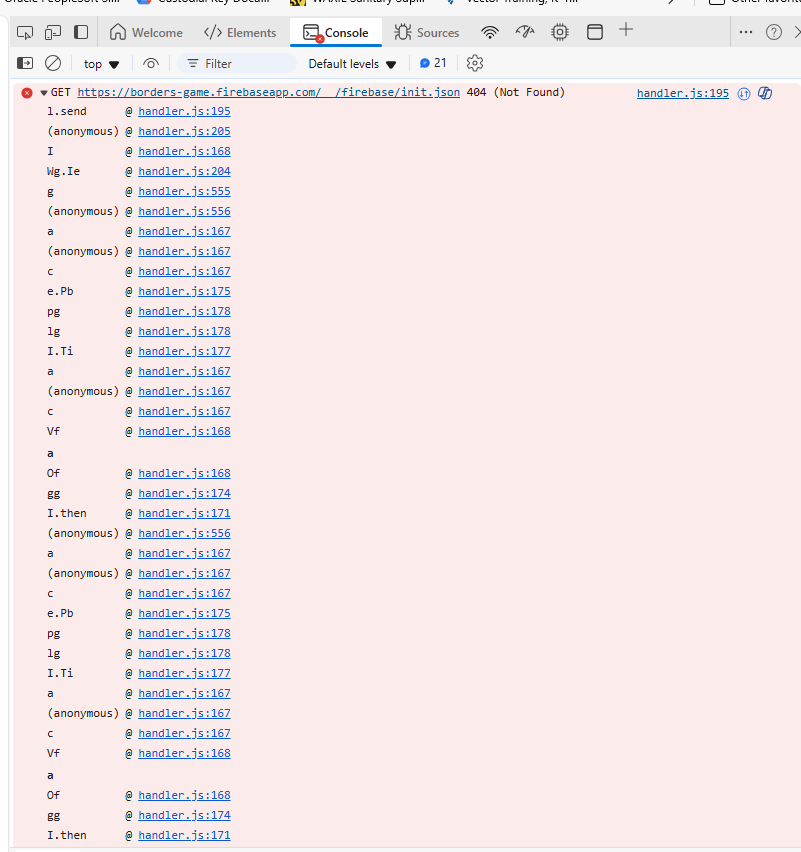 Welcome Elements Console Sources
top Filter Default levels 21
GET https://borders-game.firebaseapp.com/__/firebase/init.json 404 (Not Found) handler.js:195
l.send @ handler.js:195
(anonymous) @ handler.js:205
I @ handler.js:168
Wg.Ie @ handler.js:204
g @ handler.js:555
(anonymous) @ handler.js:556
a @ handler.js:167
(anonymous) @ handler.js:167
c @ handler.js:167
e.Pb @ handler.js:175
pg @ handler.js:178
lg @ handler.js:178
I.Ti @ handler.js:177
a @ handler.js:167
(anonymous) @ handler.js:167
c @ handler.js:167
Vf @ handler.js:168
a
Of @ handler.js:168
gg @ handler.js:174
I.then @ handler.js:171
(anonymous) @ handler.js:556
a @ handler.js:167
(anonymous) @ handler.js:167
c @ handler.js:167
e.Pb @ handler.js:175
pg @ handler.js:178
lg @ handler.js:178
I.Ti @ handler.js:177
a @ handler.js:167
(anonymous) @ handler.js:167
c @ handler.js:167
Vf @ handler.js:168
a
Of @ handler.js:168
gg @ handler.js:174
I.then @ handler.js:171